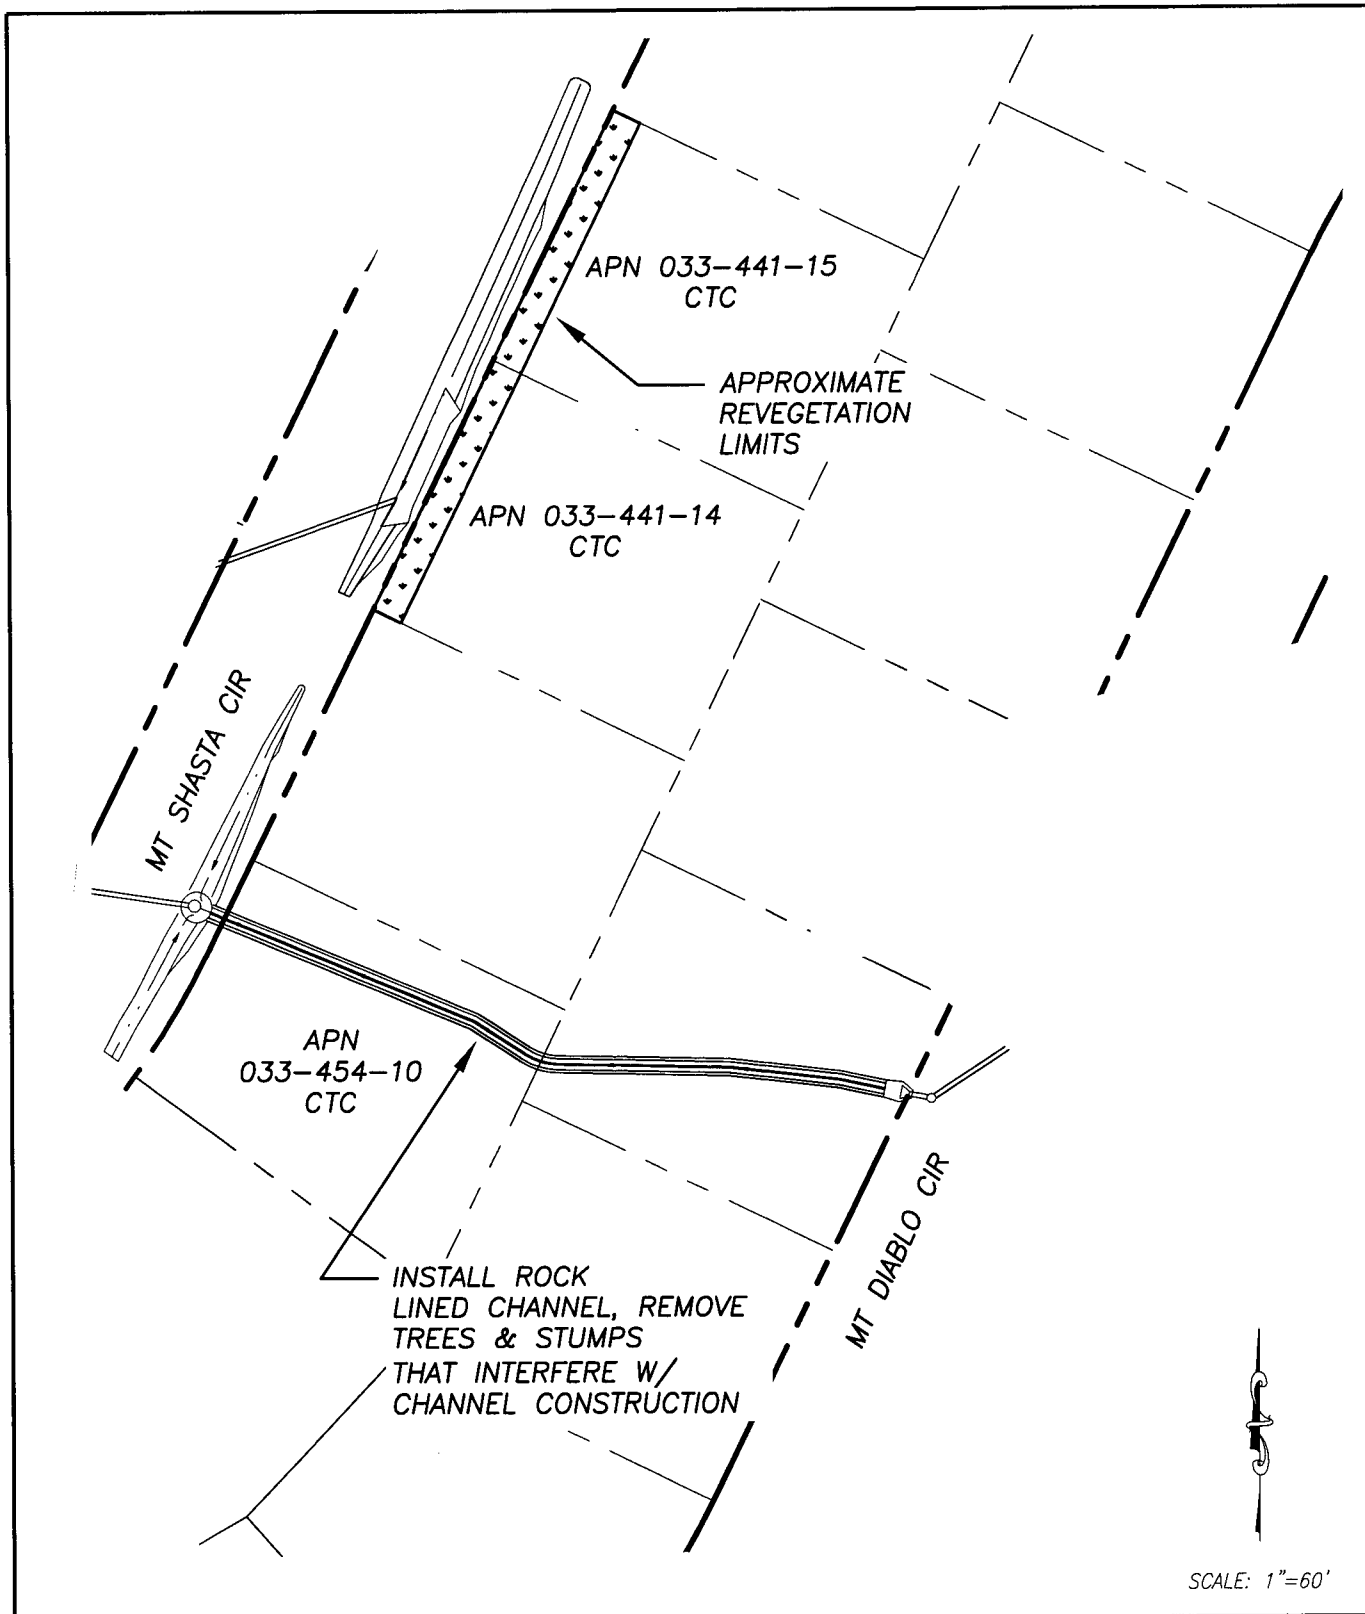 APN 033-441-15
CTC
APPROXIMATE
REVEGETATION
LIMITS
APN 033-441-14
CTC
MT SHASTA CIR
APN
033-454-10
CTC
MT DIABLO CIR
INSTALL ROCK
LINED CHANNEL, REMOVE
TREES & STUMPS
THAT INTERFERE W/
CHANNEL CONSTRUCTION
SCALE: 1"=60'